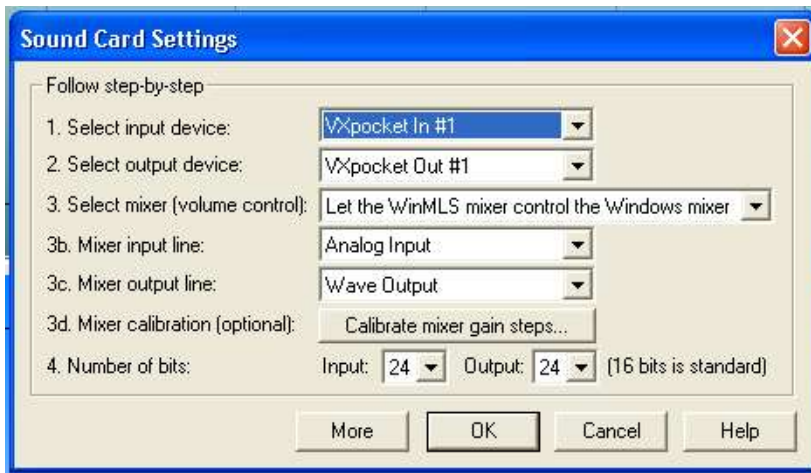 Sound Card Settings
Follow step-by-step
1. Select input device: VXpocket In #1
2. Select output device: VXpocket Out #1
3. Select mixer (volume control): Let the WinMLS mixer control the Windows mixer
3b. Mixer input line: Analog Input
3c. Mixer output line: Wave Output
3d. Mixer calibration (optional): Calibrate mixer gain steps...
4. Number of bits: Input: 24 Output: 24 (16 bits is standard)
More OK Cancel Help